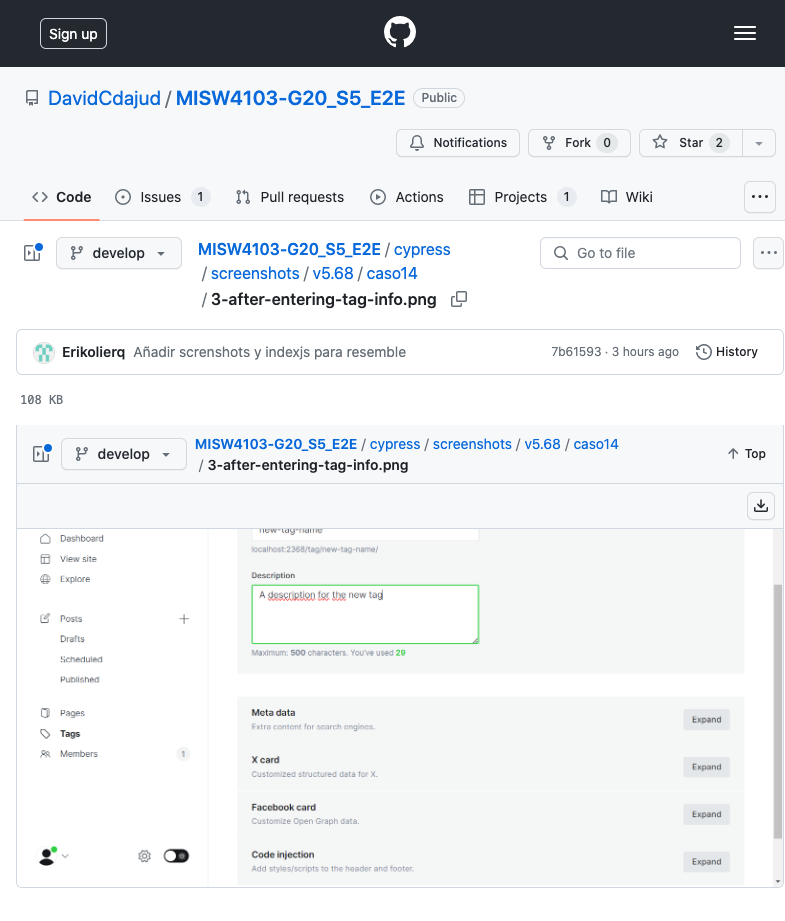 Sign up
DavidCdajud / MISW4103-G20_S5_E2E Public
Notifications Fork 0 Star 2
Code Issues 1 Pull requests Actions Projects 1 Wiki
develop
MISW4103-G20_S5_E2E / cypress
/ screenshots / v5.68 / caso14
/ 3-after-entering-tag-info.png
Go to file
Erikolierq Añadir screnshots y indexjs para resemble 7b61593 · 3 hours ago History
108 KB
develop
MISW4103-G20_S5_E2E / cypress / screenshots / v5.68 / caso14
/ 3-after-entering-tag-info.png
Top
Dashboard
View site
Explore
Posts
Drafts
Scheduled
Published
Pages
Tags
Members 1
new-tag-name
localhost:2368/tag/new-tag-name/
Description
A description for the new tag
Maximum: 500 characters. You've used 29
Meta data
Extra content for search engines.
Expand
X card
Customized structured data for X.
Expand
Facebook card
Customize Open Graph data.
Expand
Code injection
Add styles/scripts to the header and footer.
Expand